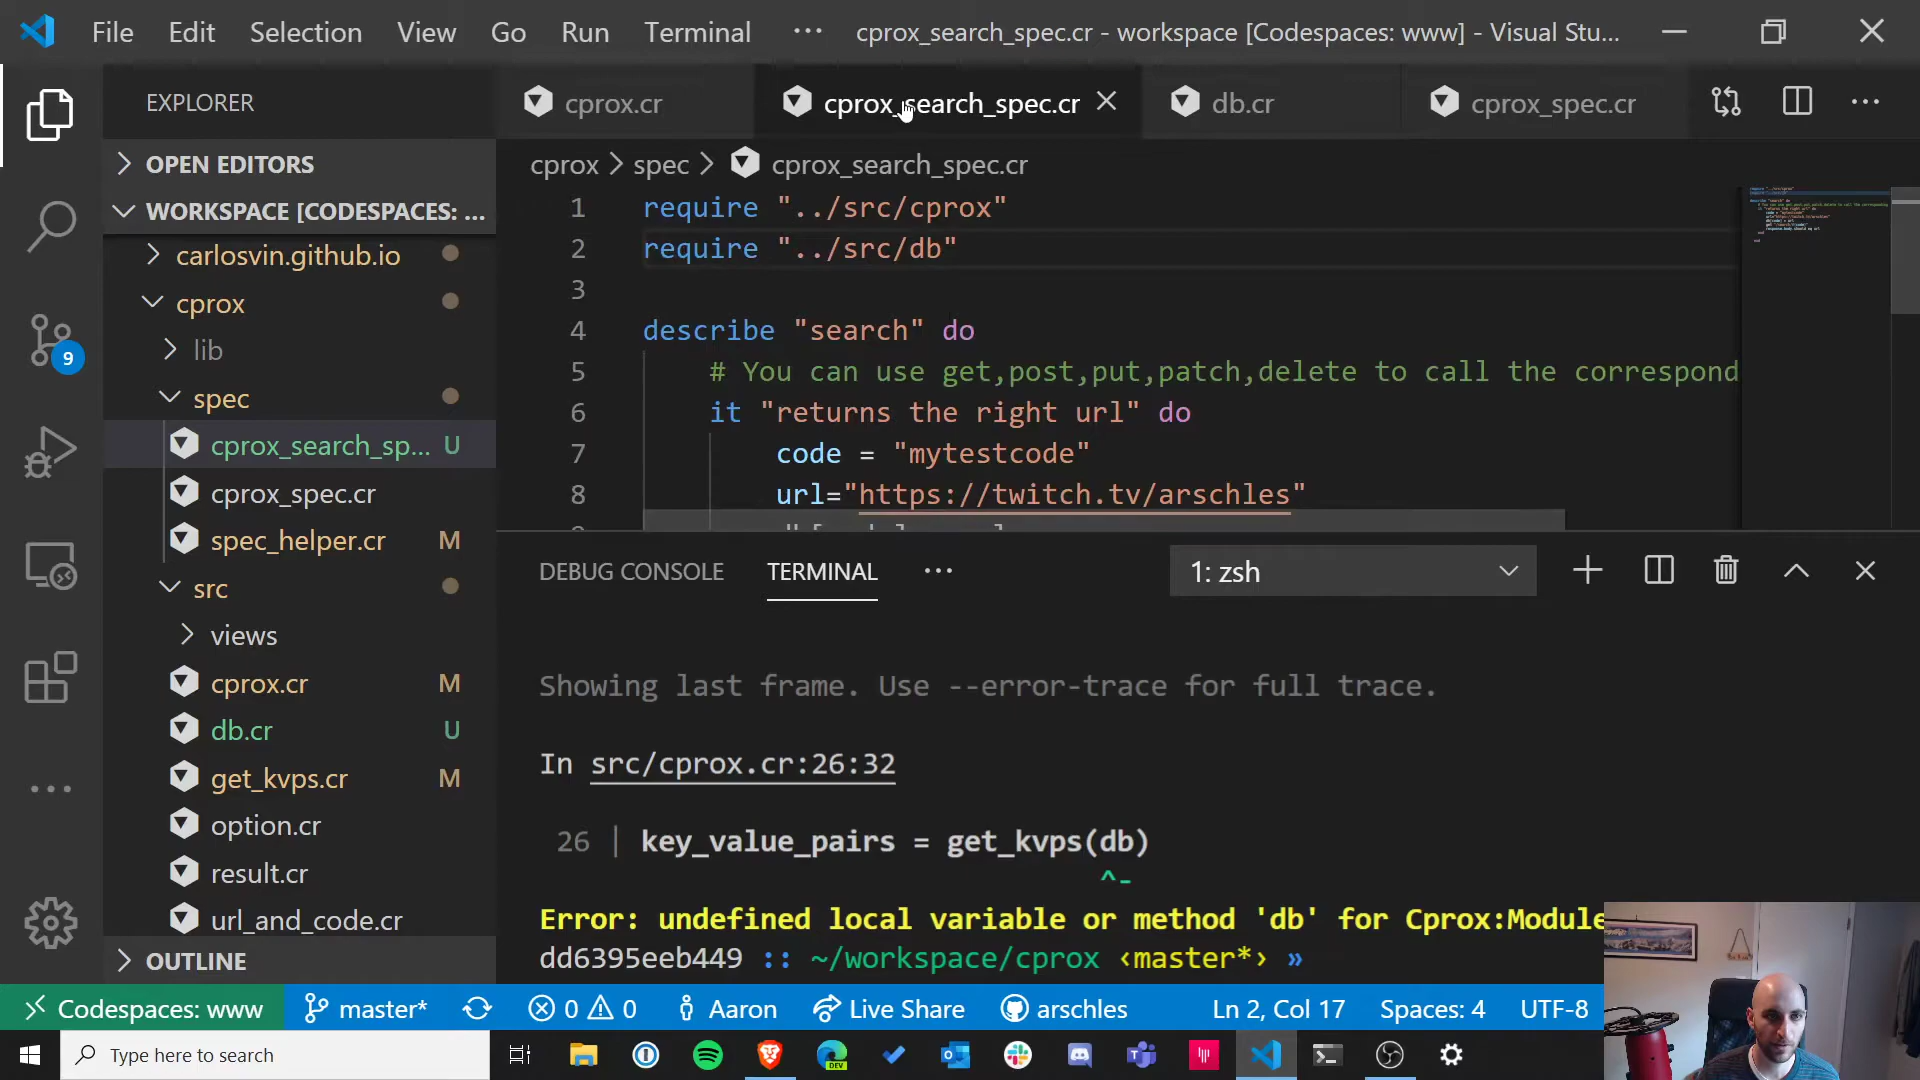 File Edit Selection View Go Run Terminal ··· cprox_search_spec.cr - workspace [Codespaces: www] - Visual Stu...
EXPLORER
cprox.cr cprox_search_spec.cr db.cr cprox_spec.cr ···
OPEN EDITORS
WORKSPACE [CODESPACES: ...
carlosvin.github.io
cprox
lib
spec
cprox_search_sp... U
cprox_spec.cr
spec_helper.cr M
src
views
cprox.cr M
db.cr U
get_kvps.cr M
option.cr
result.cr
url_and_code.cr
OUTLINE
9
cprox > spec > cprox_search_spec.cr
1 require "../src/cprox"
2 require "../src/db"
3
4 describe "search" do
5 # You can use get,post,put,patch,delete to call the correspond
6 it "returns the right url" do
7 code = "mytestcode"
8 url="https://twitch.tv/arschles"
DEBUG CONSOLE TERMINAL ··· 1: zsh
Showing last frame. Use --error-trace for full trace.
In src/cprox.cr:26:32
26 | key_value_pairs = get_kvps(db)
^-
Error: undefined local variable or method 'db' for Cprox:Module
dd6395eeb449 :: ~/workspace/cprox ‹master*› »
Codespaces: www master* 0 0 Aaron Live Share arschles Ln 2, Col 17 Spaces: 4 UTF-8
Type here to search
DEV